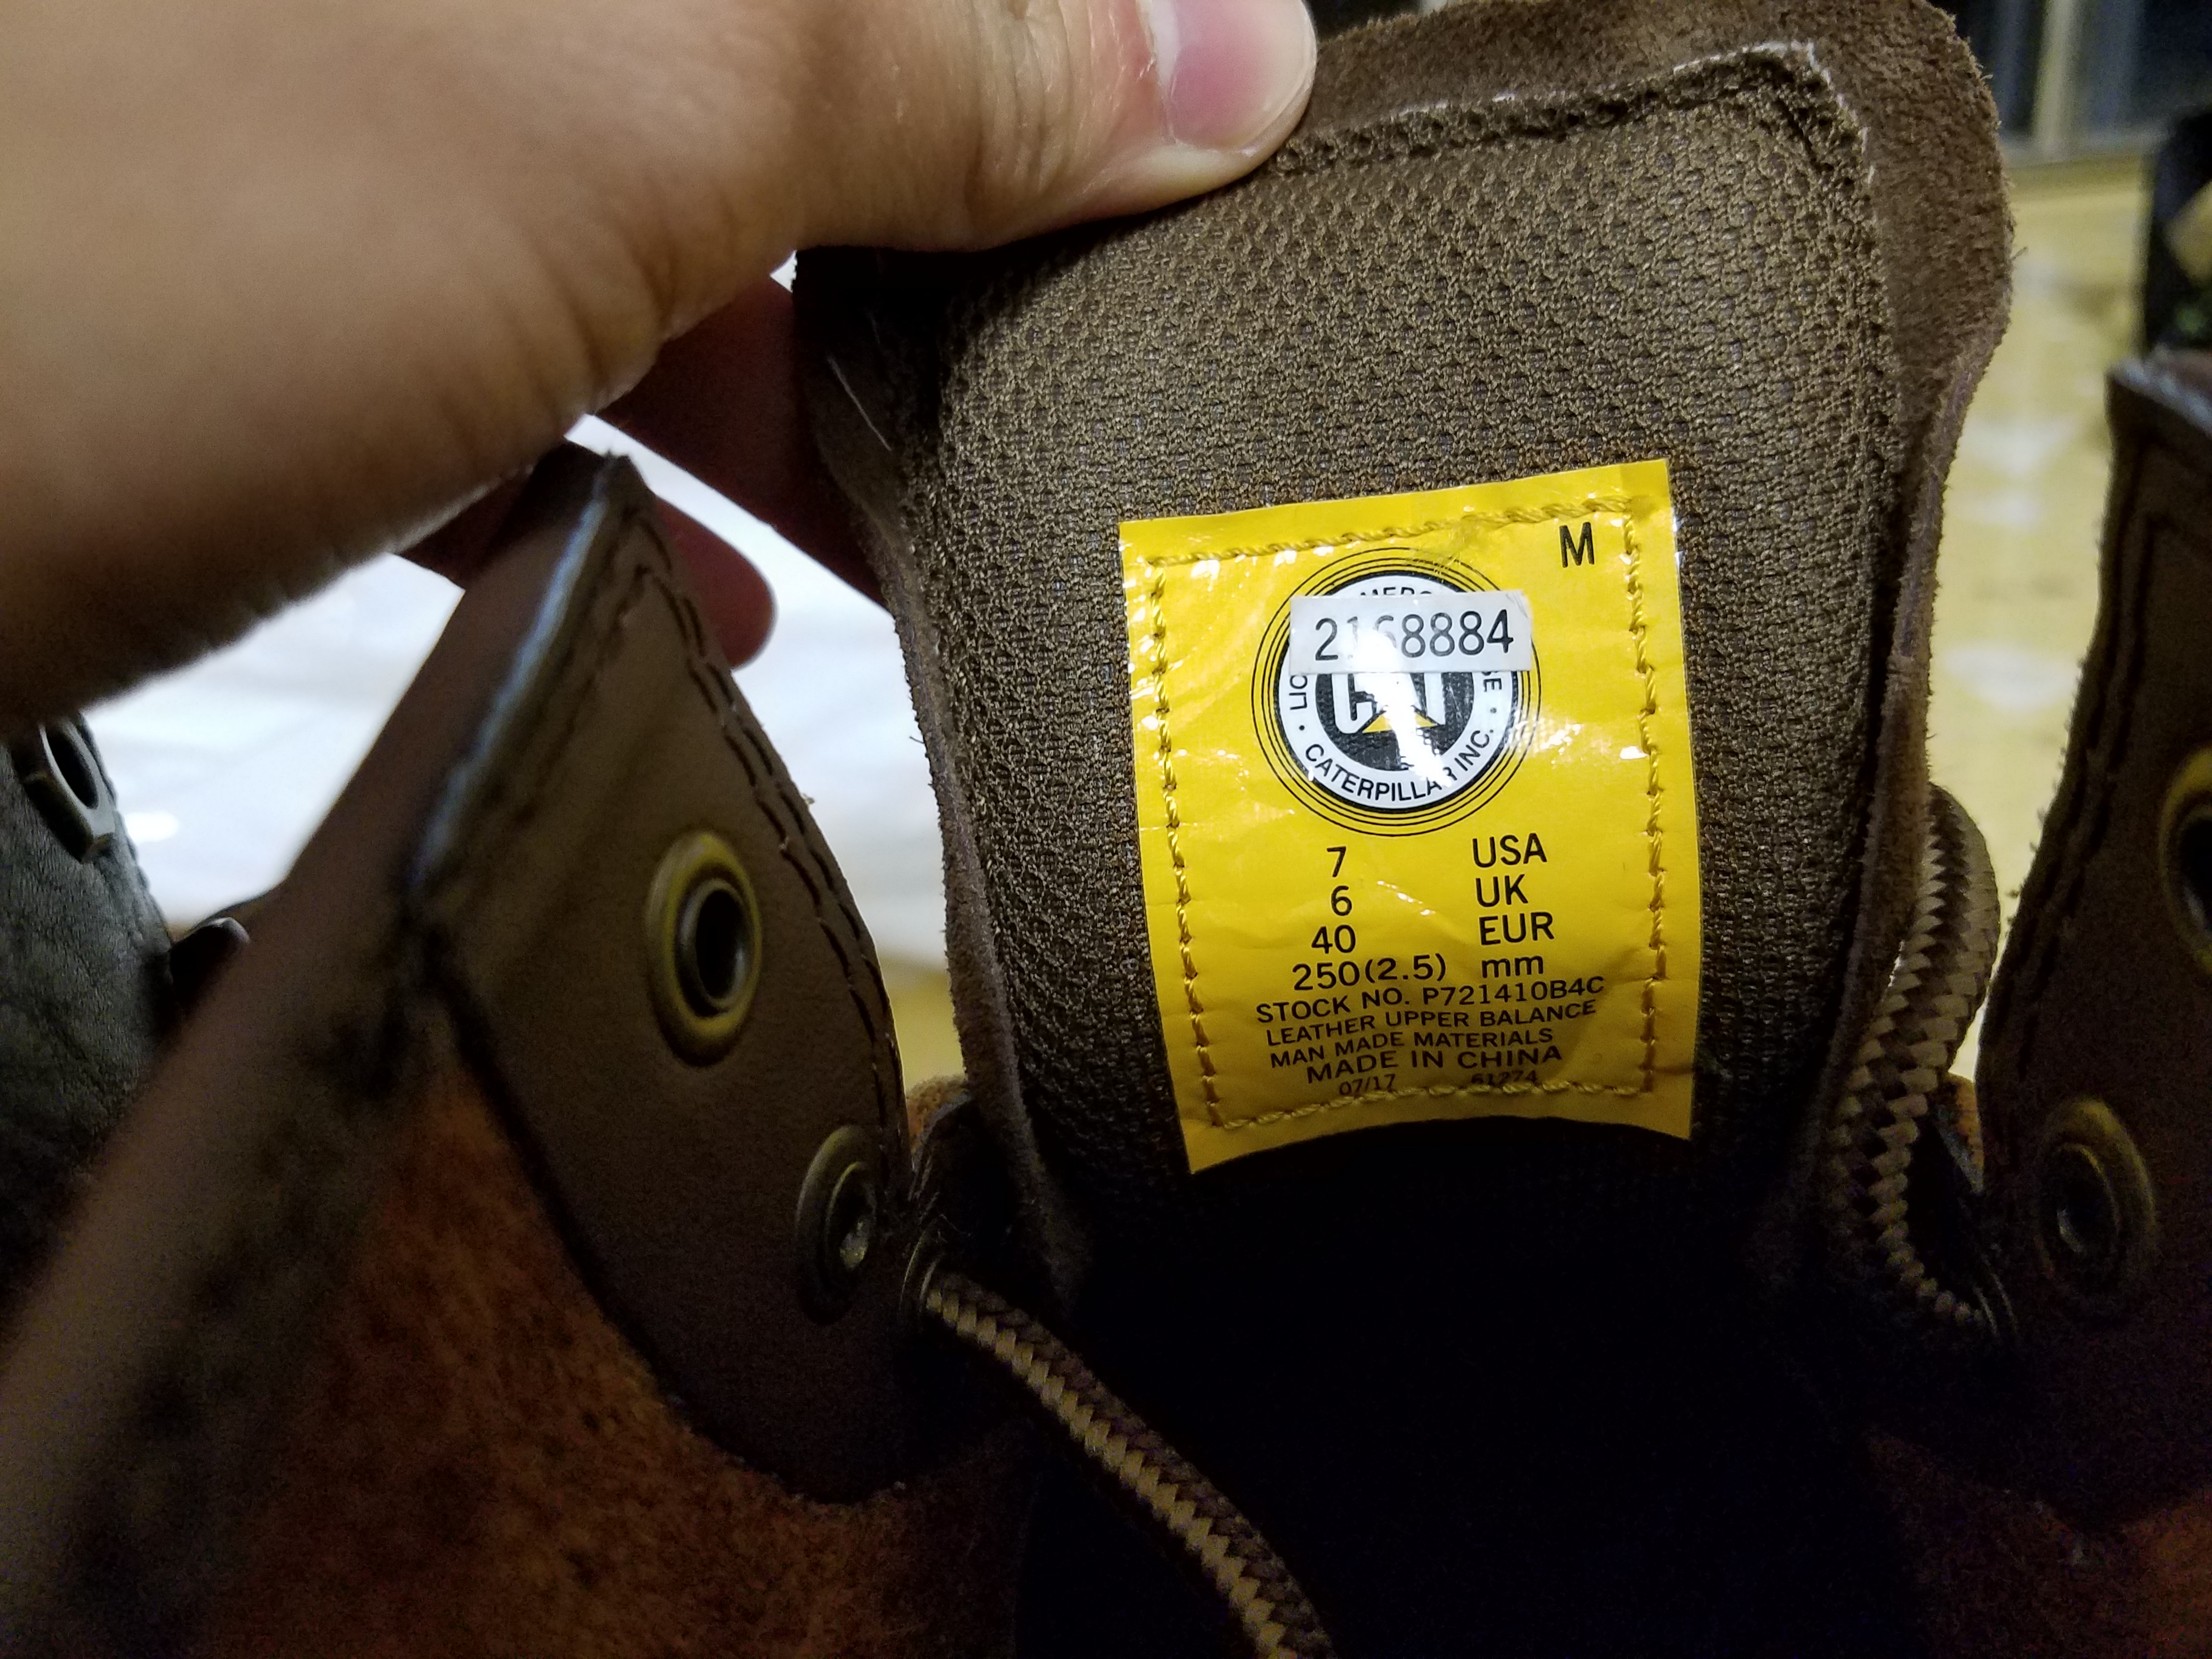 M
2168884
CAT
CATERPILLAR INC.
7 USA
6 UK
40 EUR
250(2.5) mm
STOCK NO. P721410B4C
LEATHER UPPER BALANCE
MAN MADE MATERIALS
MADE IN CHINA
07/17 61274